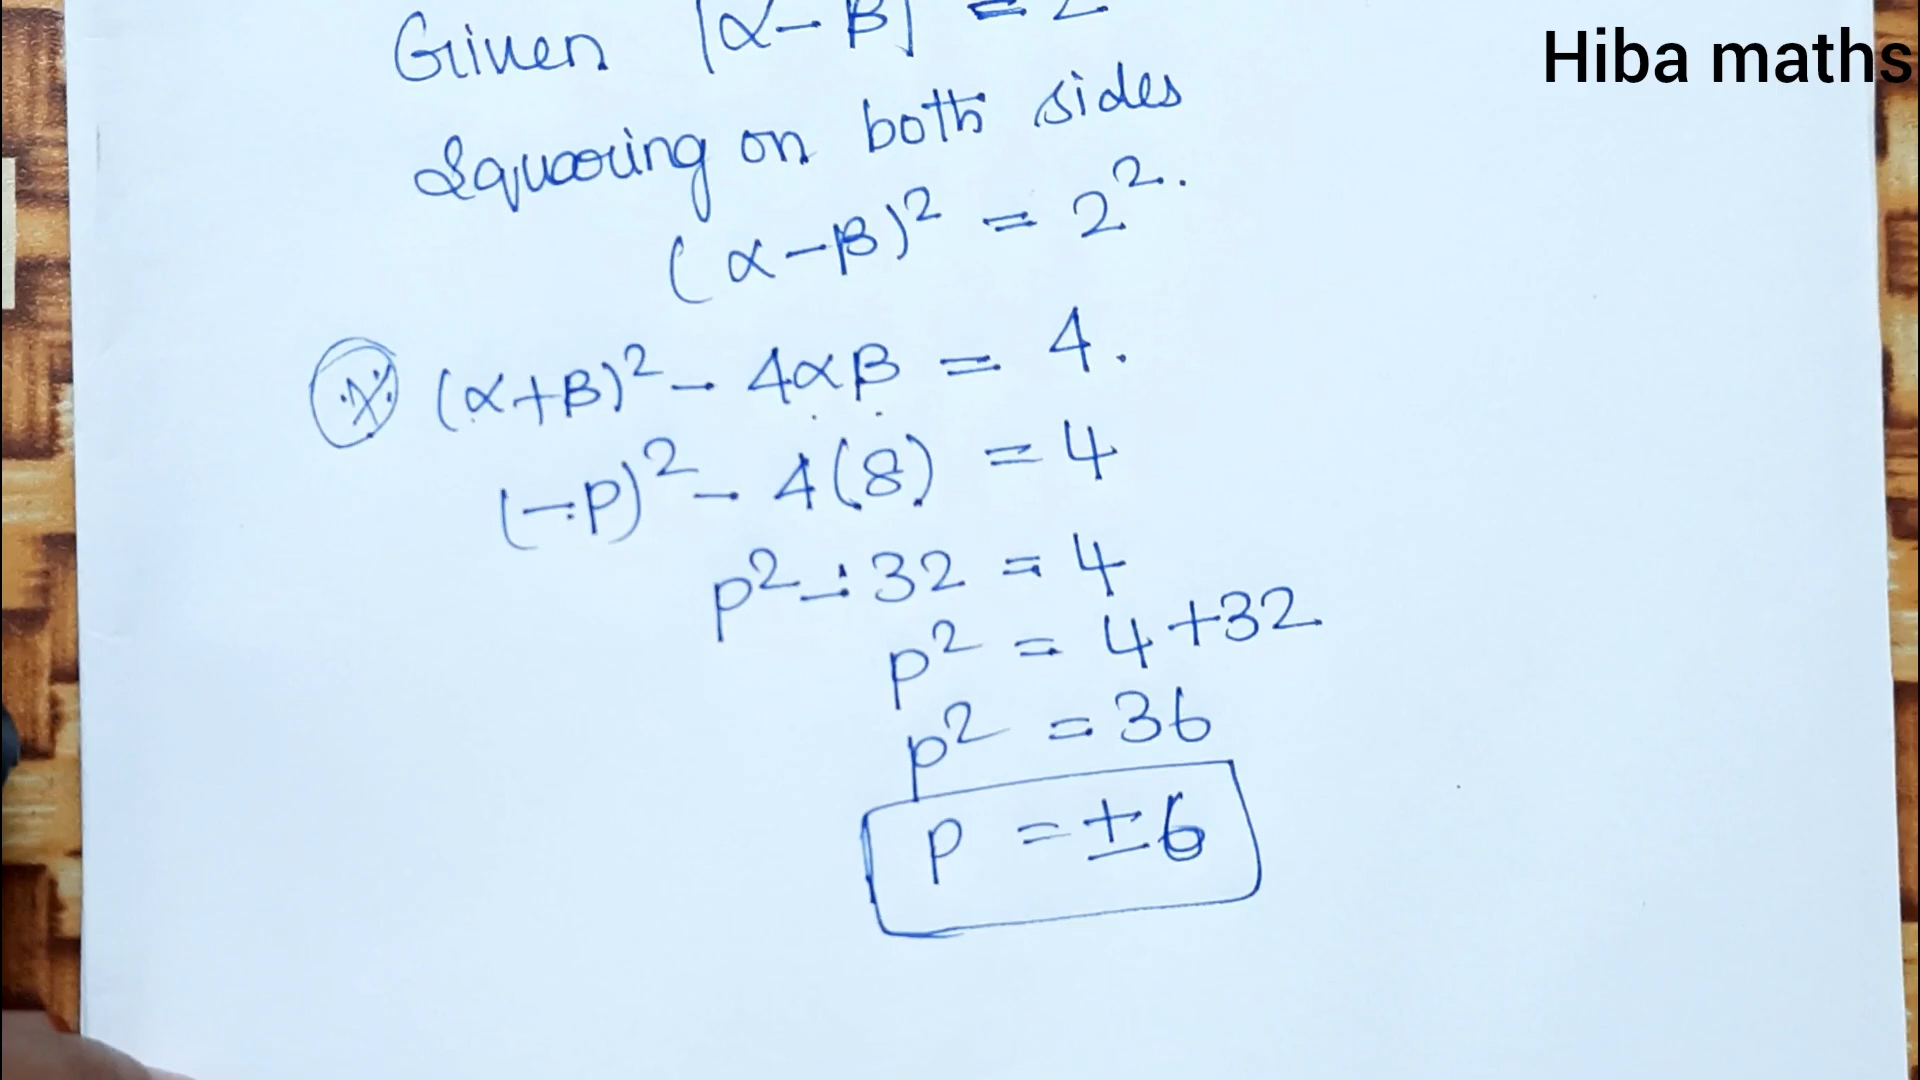 Given |α - β| = 2
Hiba maths
Squaring on both sides
(α - β)² = 2².
(α + β)² - 4αβ = 4.
(-P)² - 4(8) = 4
p² - 32 = 4
p² = 4 + 32
p² = 36
P = ±6